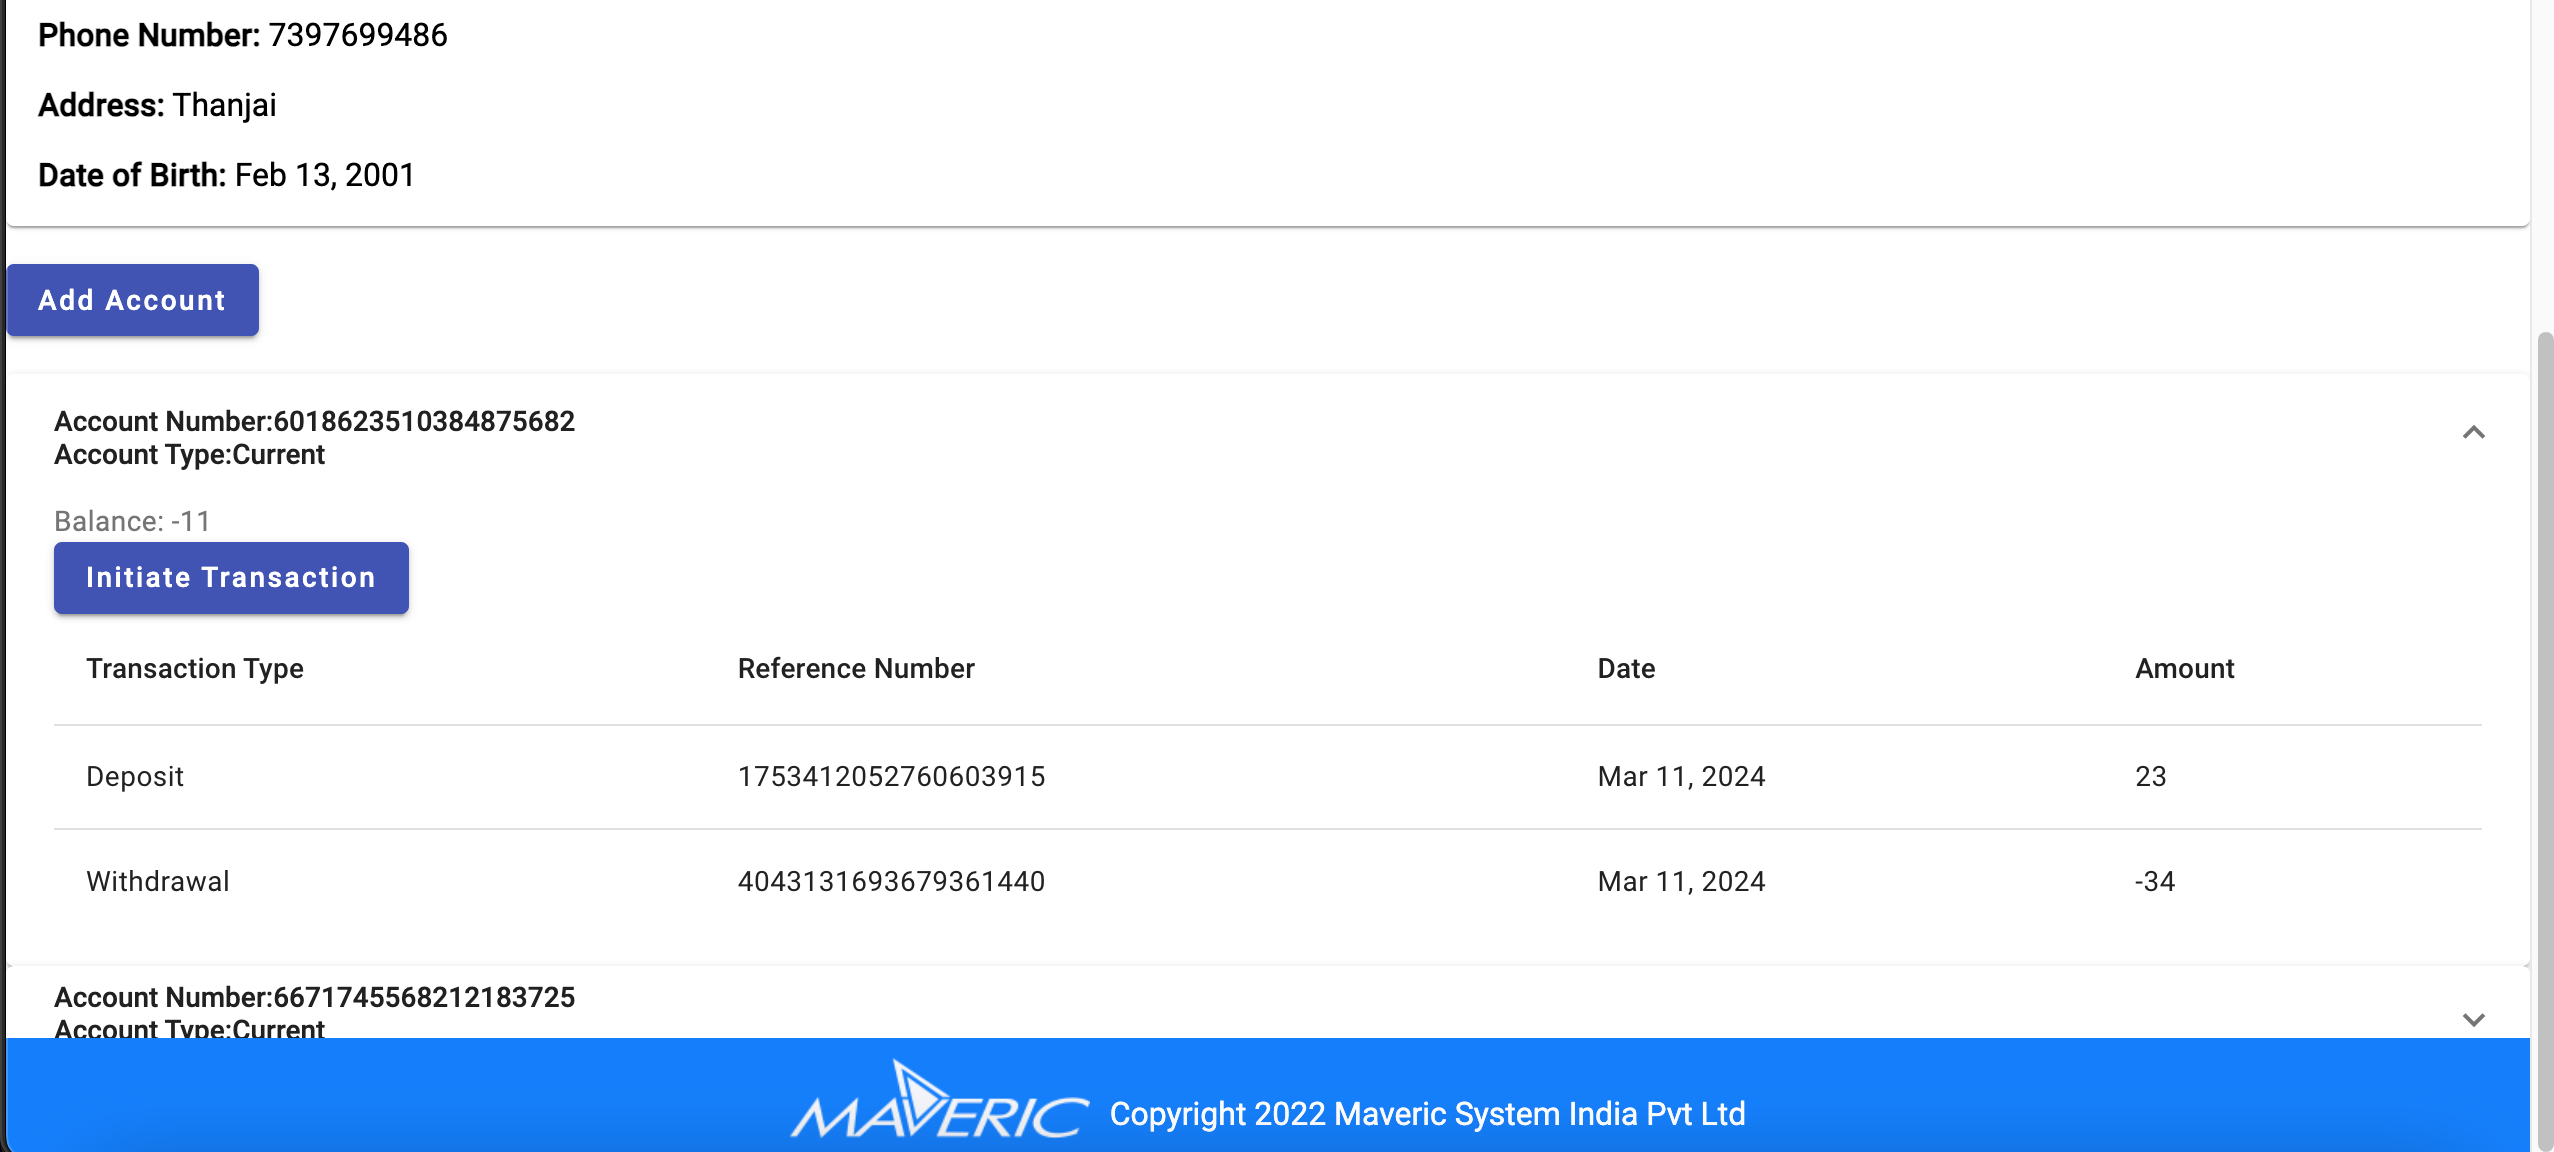 Phone Number: 7397699486
Address: Thanjai
Date of Birth: Feb 13, 2001
Add Account
Account Number:6018623510384875682
Account Type:Current
Balance: -11
Initiate Transaction
Transaction Type Reference Number Date Amount
Deposit 1753412052760603915 Mar 11, 2024 23
Withdrawal 4043131693679361440 Mar 11, 2024 -34
Account Number:6671745568212183725
Account Type:Current
MAVERIC Copyright 2022 Maveric System India Pvt Ltd